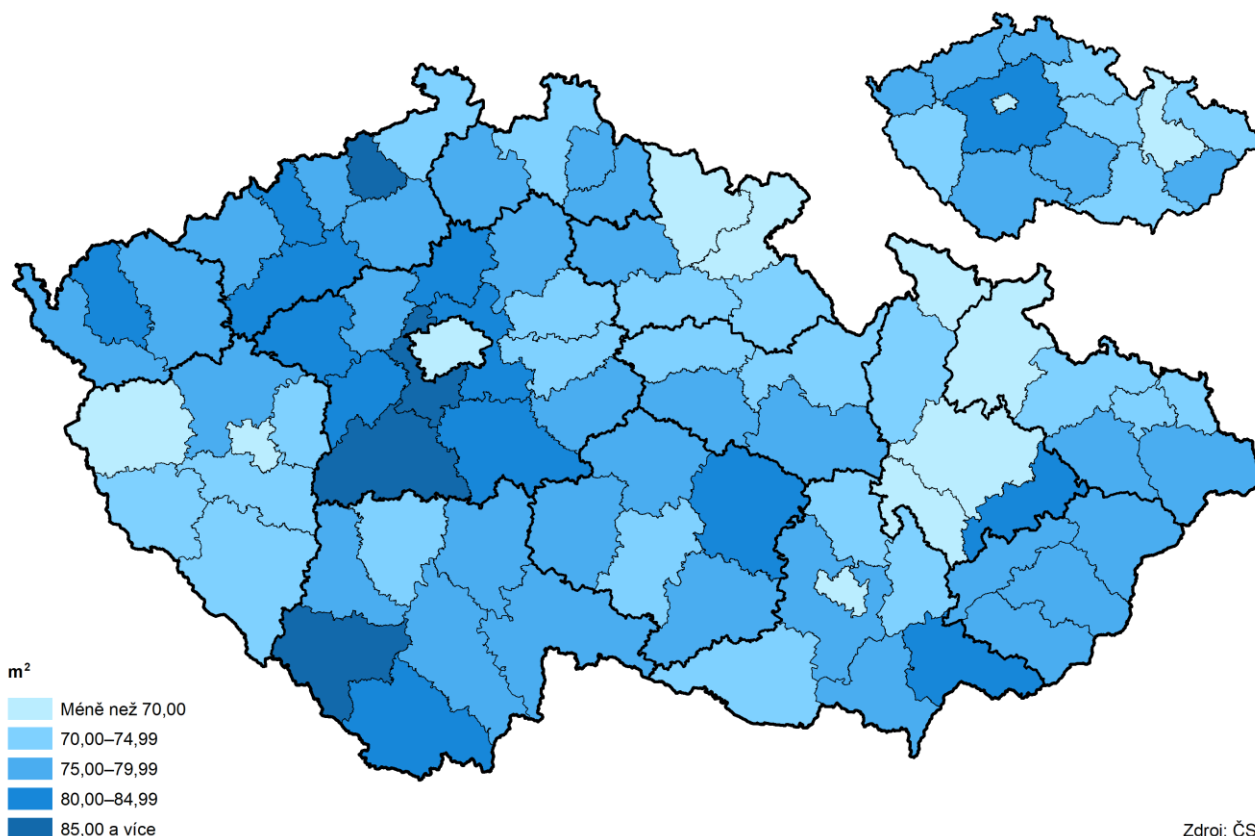 m²
Méně než 70,00
70,00–74,99
75,00–79,99
80,00–84,99
85,00 a více
Zdroj: ČS